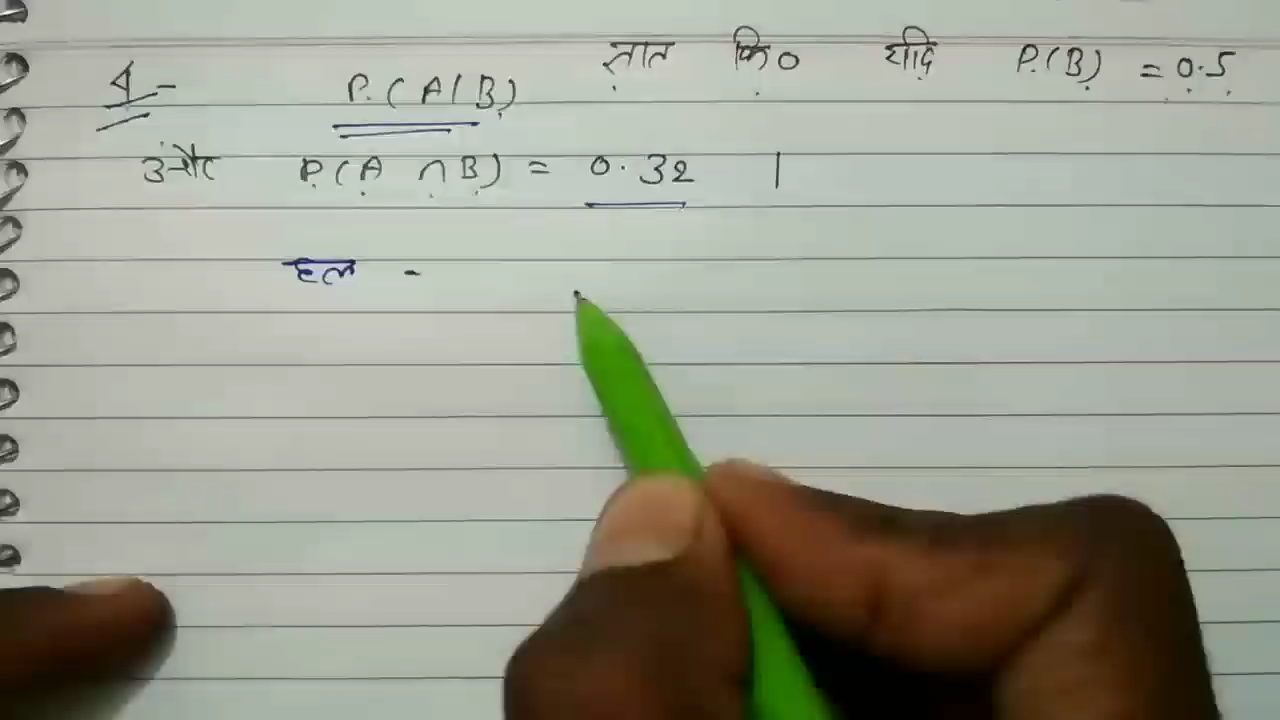 4- P(A|B) ज्ञात कि० यदि P(B) = 0.5
और P(A ∩ B) = 0.32 |
हल -